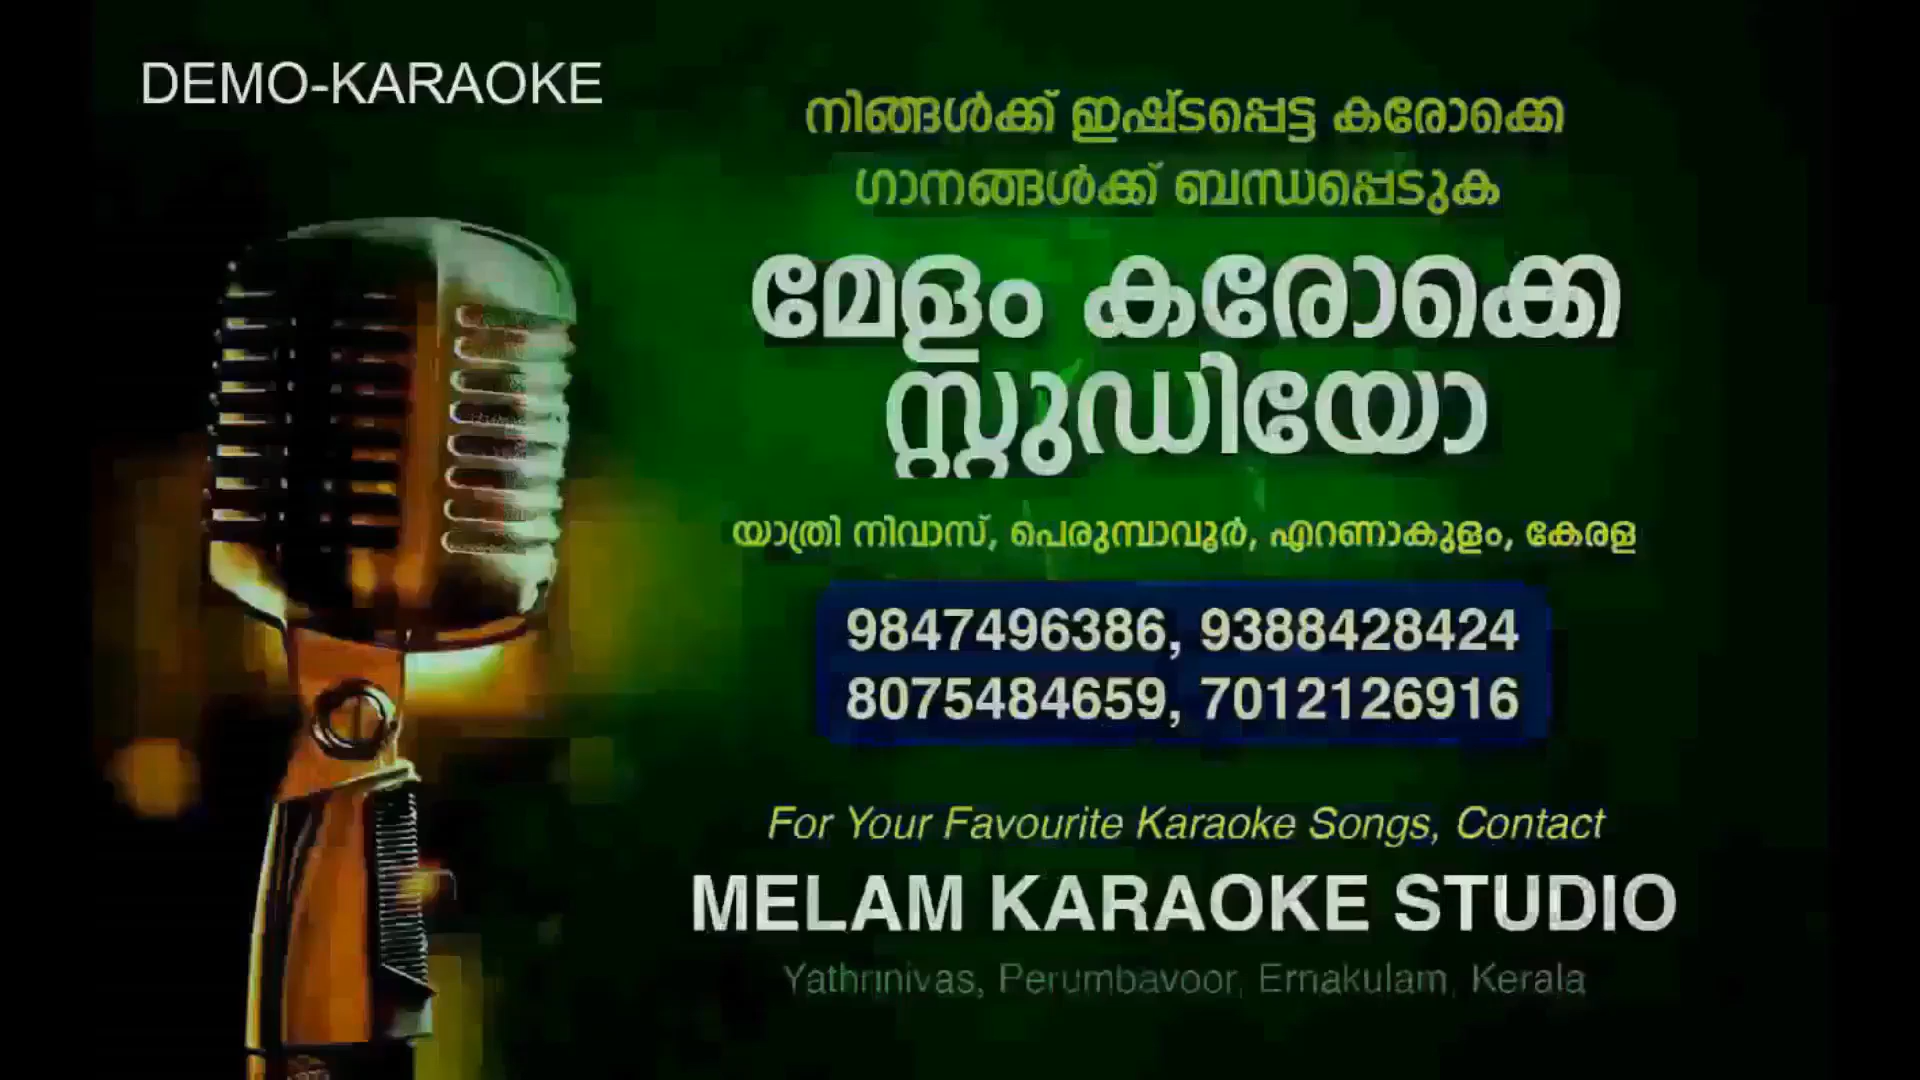 DEMO-KARAOKE
നിങ്ങൾക്ക് ഇഷ്ടപ്പെട്ട കരോക്കെ
ഗാനങ്ങൾക്ക് ബന്ധപ്പെടുക
മേളം കരോക്കെ
സ്റ്റുഡിയോ
യാത്രി നിവാസ്, പെരുമ്പാവൂർ, എറണാകുളം, കേരള
9847496386, 9388428424
8075484659, 7012126916
For Your Favourite Karaoke Songs, Contact
MELAM KARAOKE STUDIO
Yathrinivas, Perumbavoor, Ernakulam, Kerala